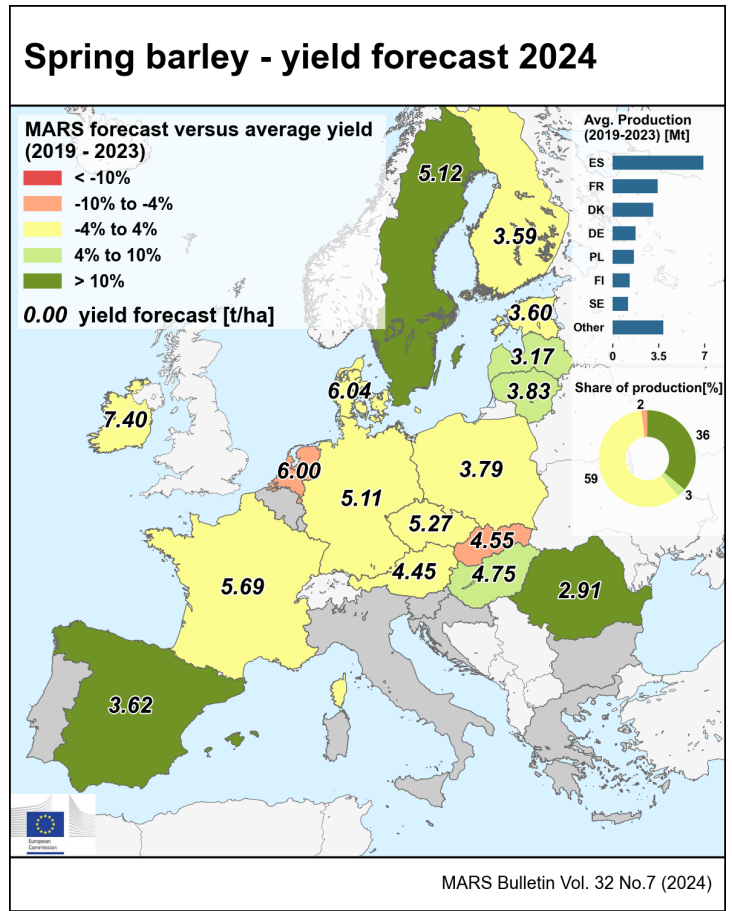 Spring barley - yield forecast 2024
MARS forecast versus average yield
(2019 - 2023)
< -10%
-10% to -4%
-4% to 4%
4% to 10%
> 10%
0.00 yield forecast [t/ha]
Avg. Production
(2019-2023) [Mt]
ES
FR
DK
DE
PL
FI
SE
Other
0 3.5 7
Share of production[%]
2
36
59
3
5.12
3.59
3.60
3.17
3.83
6.04
7.40
6.00
3.79
5.11
5.27
4.55
4.45
4.75
5.69
2.91
3.62
European
Commission
MARS Bulletin Vol. 32 No.7 (2024)